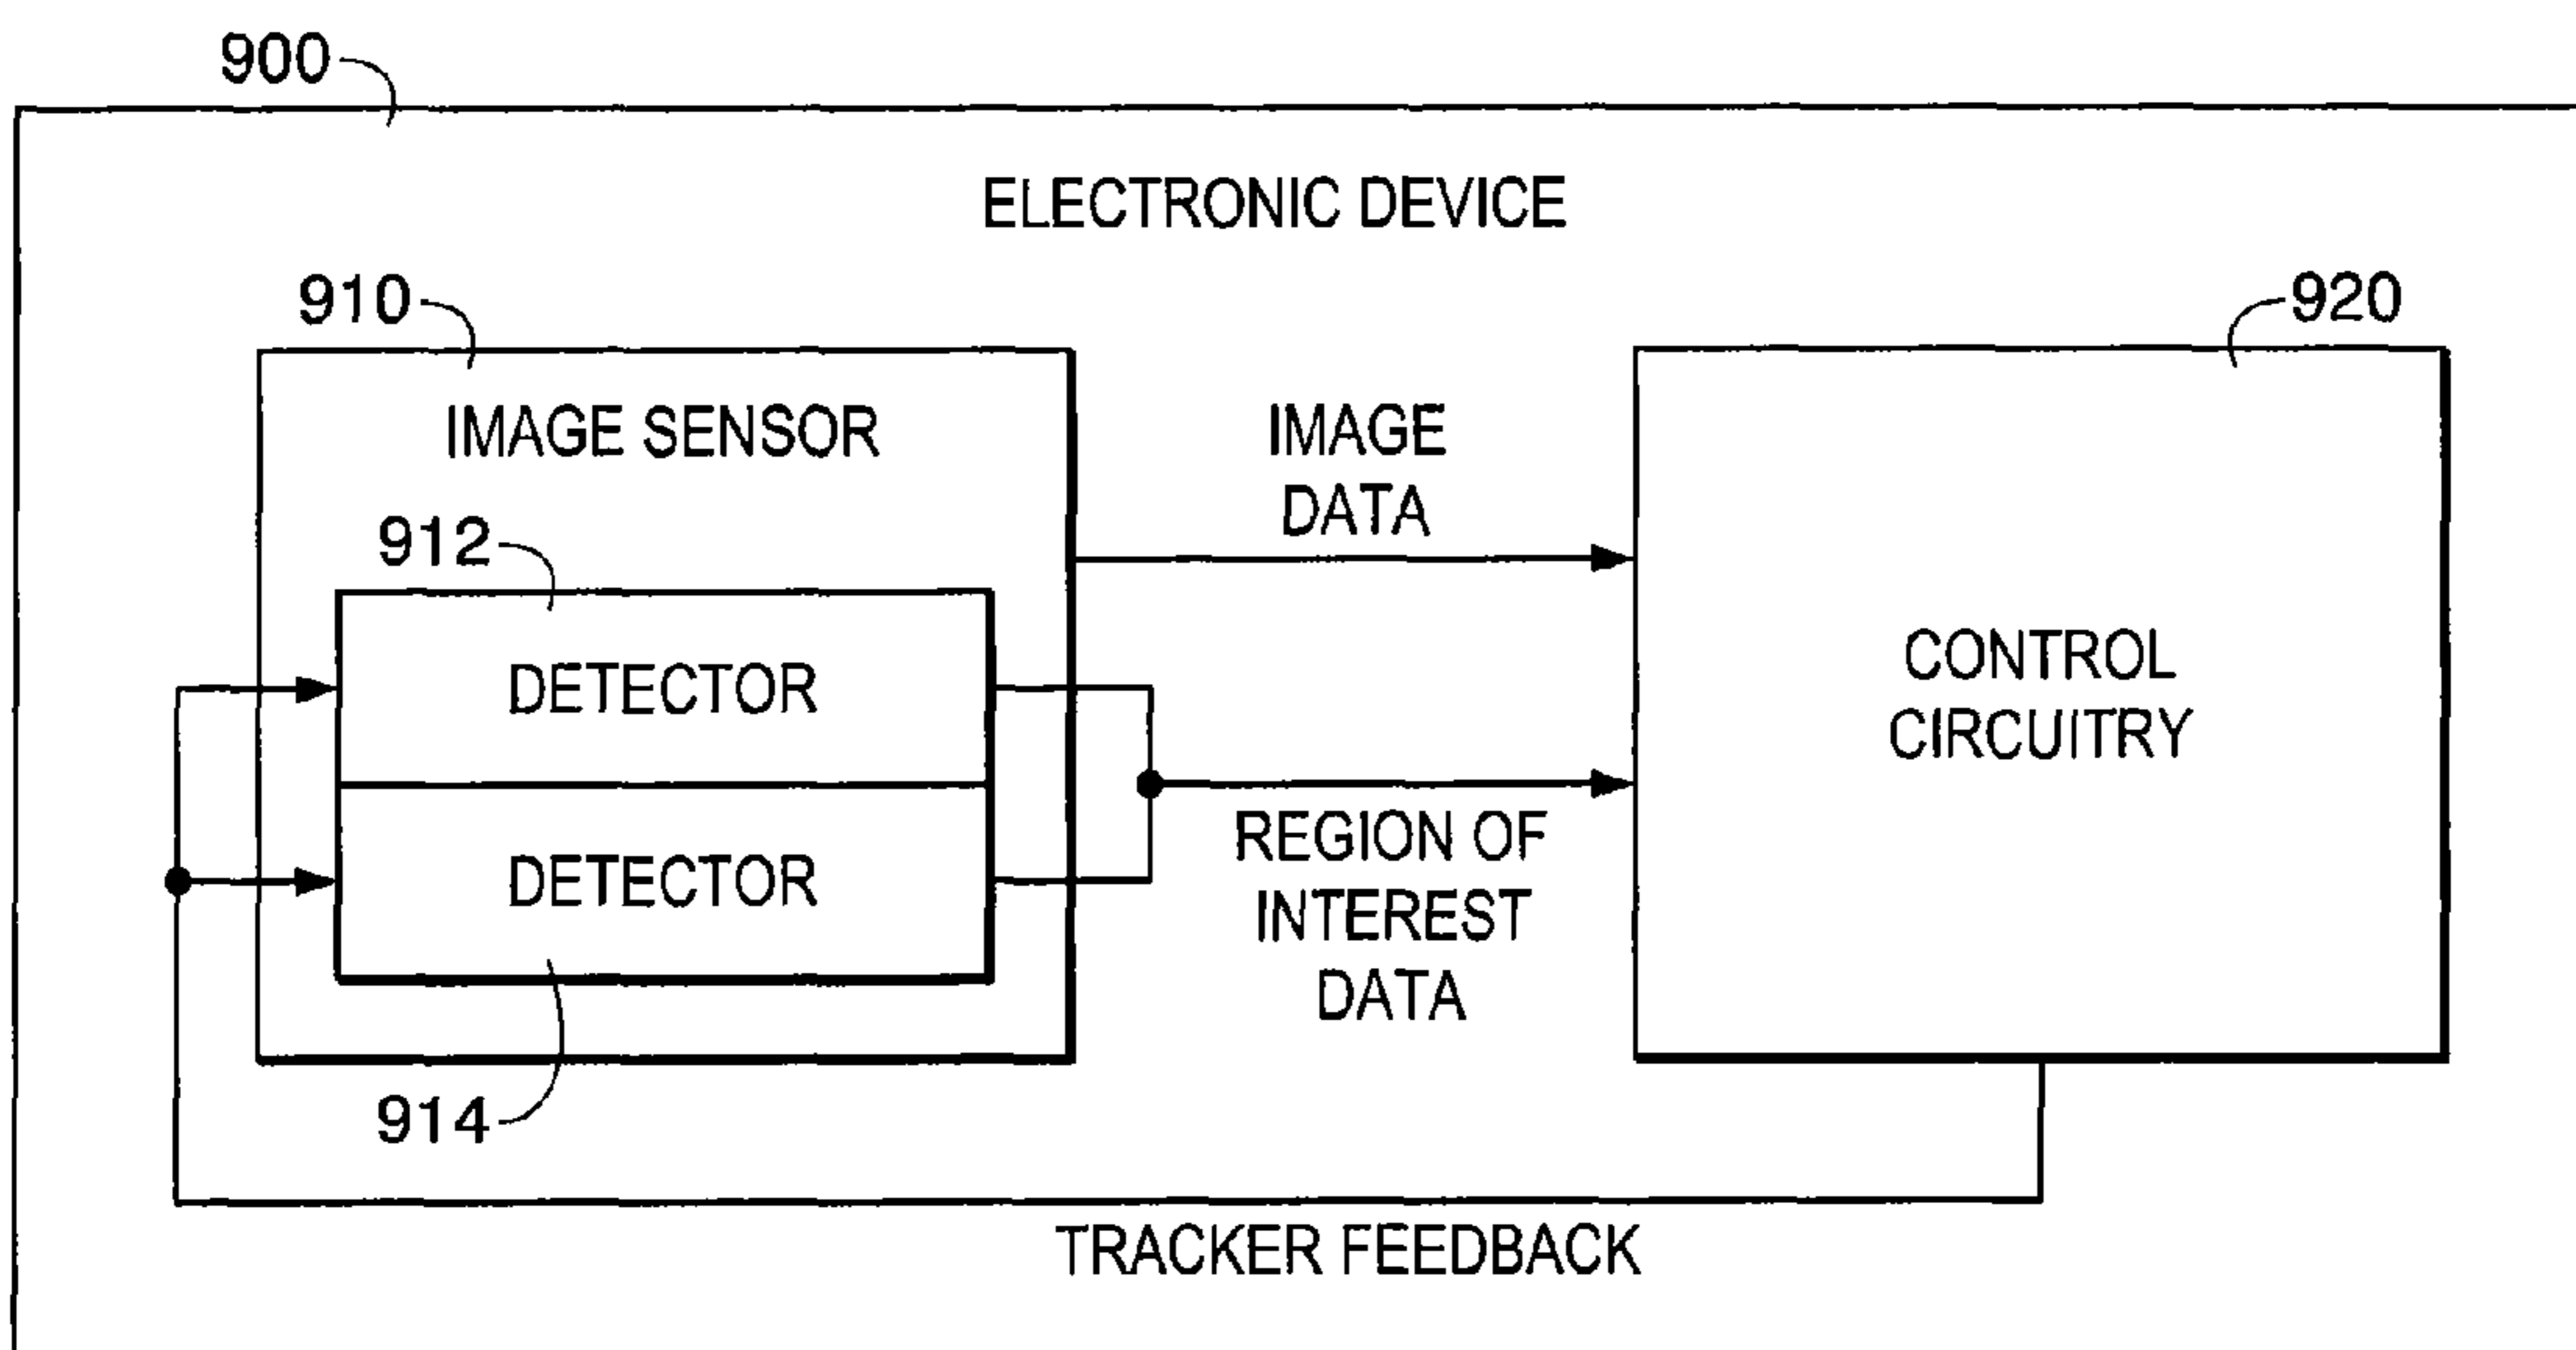 900
ELECTRONIC DEVICE
910
920
IMAGE SENSOR
IMAGE
DATA
912
DETECTOR
CONTROL
CIRCUITRY
DETECTOR
REGION OF
INTEREST
DATA
914
TRACKER FEEDBACK